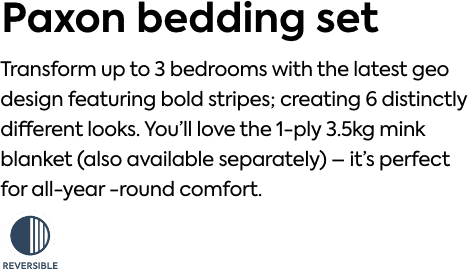 Paxon bedding set
Transform up to 3 bedrooms with the latest geo
design featuring bold stripes; creating 6 distinctly
different looks. You’ll love the 1-ply 3.5kg mink
blanket (also available separately) – it’s perfect
for all-year -round comfort.
REVERSIBLE